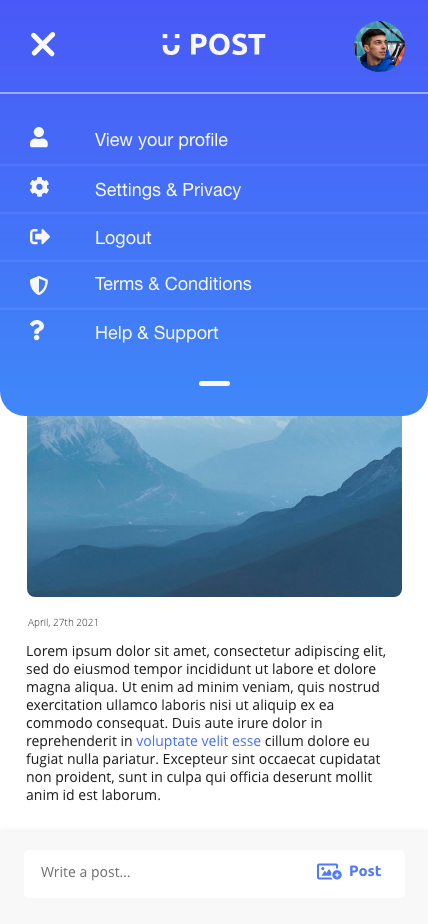 POST
View your profile
Settings & Privacy
Logout
Terms & Conditions
Help & Support
April, 27th 2021
Lorem ipsum dolor sit amet, consectetur adipiscing elit,
sed do eiusmod tempor incididunt ut labore et dolore
magna aliqua. Ut enim ad minim veniam, quis nostrud
exercitation ullamco laboris nisi ut aliquip ex ea
commodo consequat. Duis aute irure dolor in
reprehenderit in voluptate velit esse cillum dolore eu
fugiat nulla pariatur. Excepteur sint occaecat cupidatat
non proident, sunt in culpa qui officia deserunt mollit
anim id est laborum.
Write a post... Post